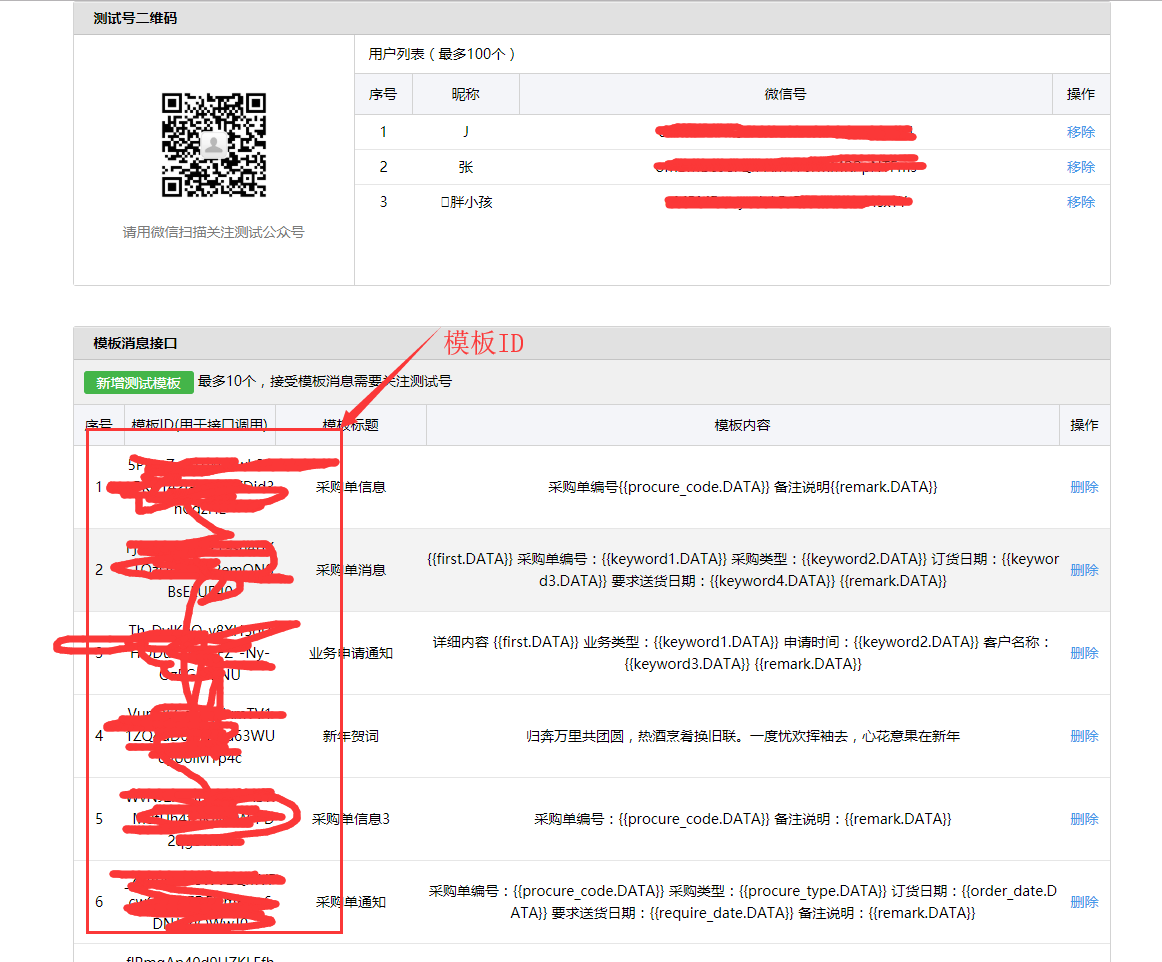 测试号二维码
用户列表（最多100个）
序号 昵称 微信号 操作
1 J 移除
2 张 移除
3 胖小孩 移除
请用微信扫描关注测试公众号
模板消息接口
模板ID
新增测试模板 最多10个，接受模板消息需要关注测试号
序号 模板ID(用于接口调用) 模板标题 模板内容 操作
1 采购单信息 采购单编号{{procure_code.DATA}} 备注说明{{remark.DATA}} 删除
2 采购单消息 {{first.DATA}} 采购单编号：{{keyword1.DATA}} 采购类型：{{keyword2.DATA}} 订货日期：{{keywor
d3.DATA}} 要求送货日期：{{keyword4.DATA}} {{remark.DATA}} 删除
3 业务申请通知 详细内容 {{first.DATA}} 业务类型：{{keyword1.DATA}} 申请时间：{{keyword2.DATA}} 客户名称：
{{keyword3.DATA}} {{remark.DATA}} 删除
4 新年贺词 归奔万里共团圆，热酒烹肴换旧联。一度忧欢挥袖去，心花意果在新年 删除
5 采购单信息3 采购单编号：{{procure_code.DATA}} 备注说明：{{remark.DATA}} 删除
6 采购单通知 采购单编号：{{procure_code.DATA}} 采购类型：{{procure_type.DATA}} 订货日期：{{order_date.D
ATA}} 要求送货日期：{{require_date.DATA}} 备注说明：{{remark.DATA}} 删除